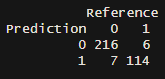 Reference
Prediction 0 1
0 216 6
1 7 114